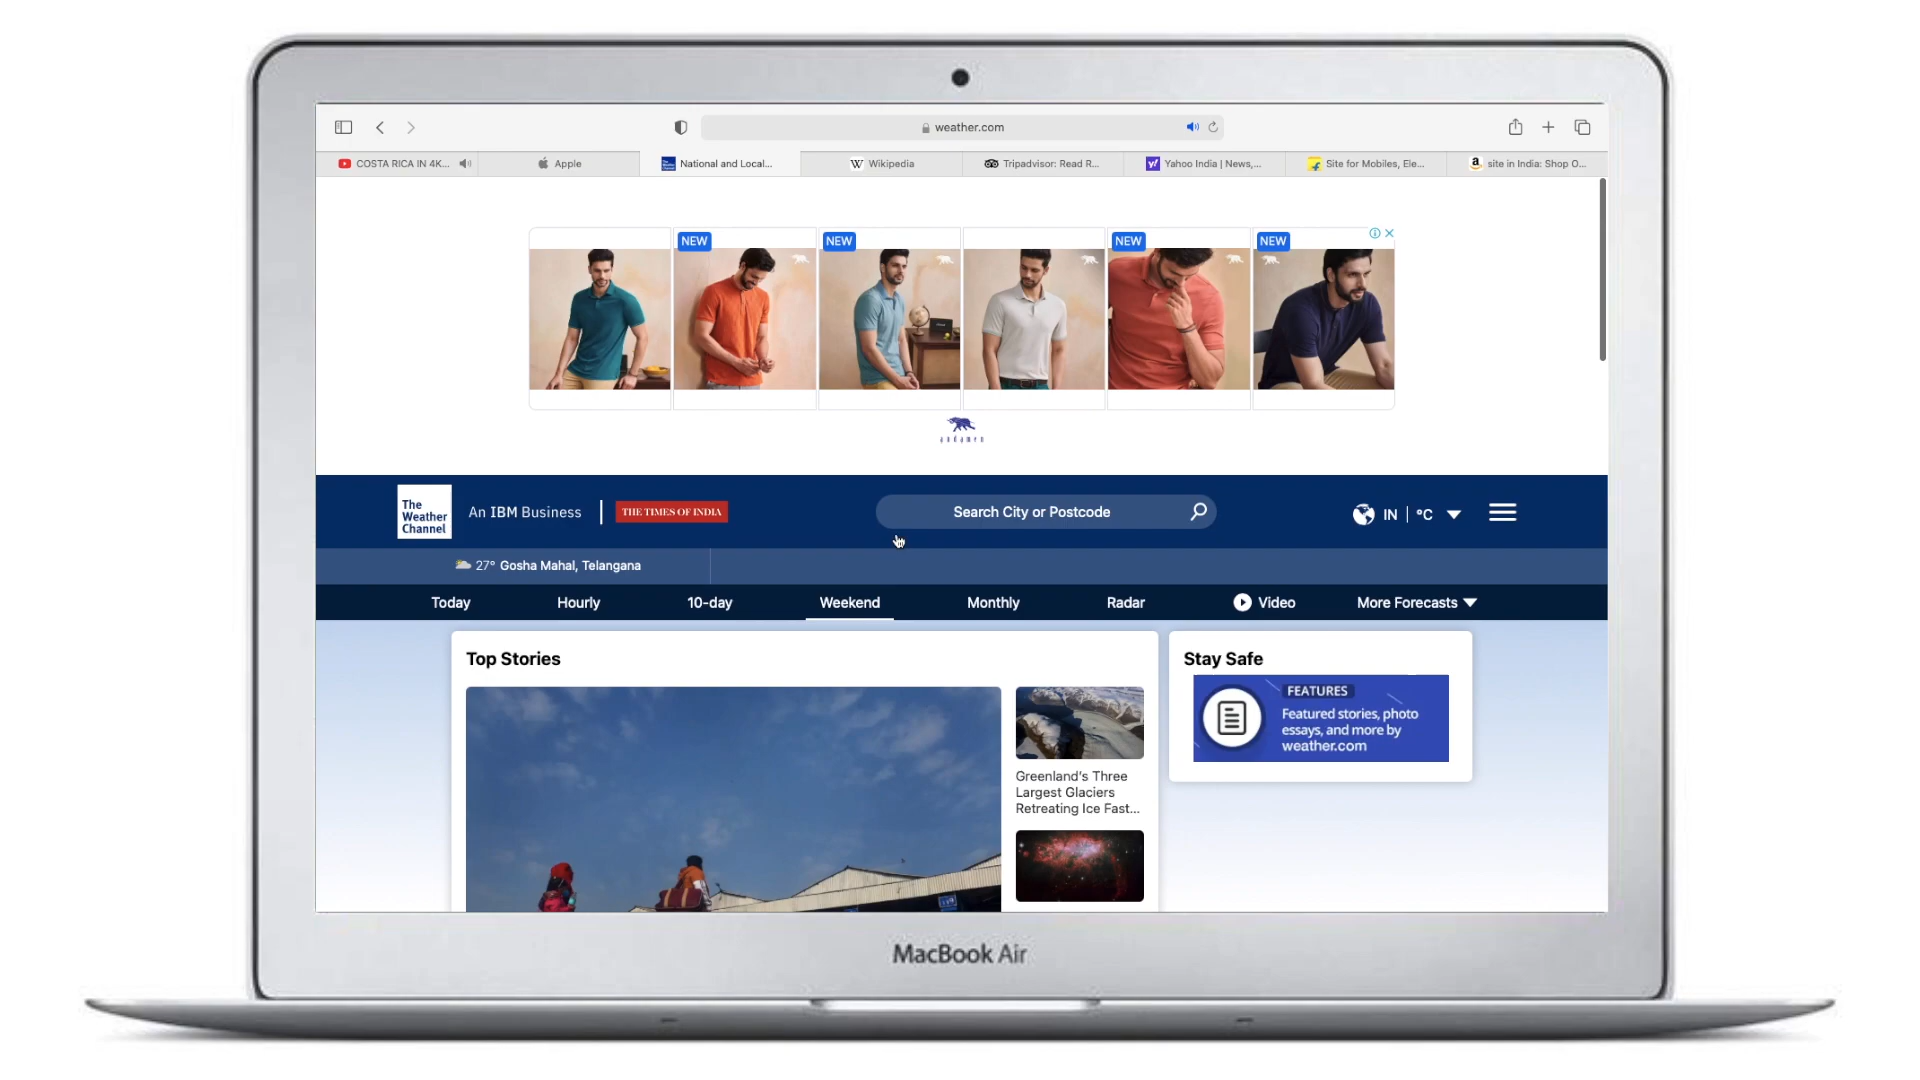 weather.com
COSTA RICA IN 4K...
Apple
National and Local...
W Wikipedia
Tripadvisor: Read R...
y! Yahoo India | News,...
Site for Mobiles, Ele...
a site in India: Shop O...
NEW
NEW
NEW
NEW
andamen
The
Weather
Channel
An IBM Business
THE TIMES OF INDIA
Search City or Postcode
IN | °C
27° Gosha Mahal, Telangana
Today
Hourly
10-day
Weekend
Monthly
Radar
Video
More Forecasts
Top Stories
Greenland's Three
Largest Glaciers
Retreating Ice Fast...
Stay Safe
FEATURES
Featured stories, photo
essays, and more by
weather.com
MacBook Air